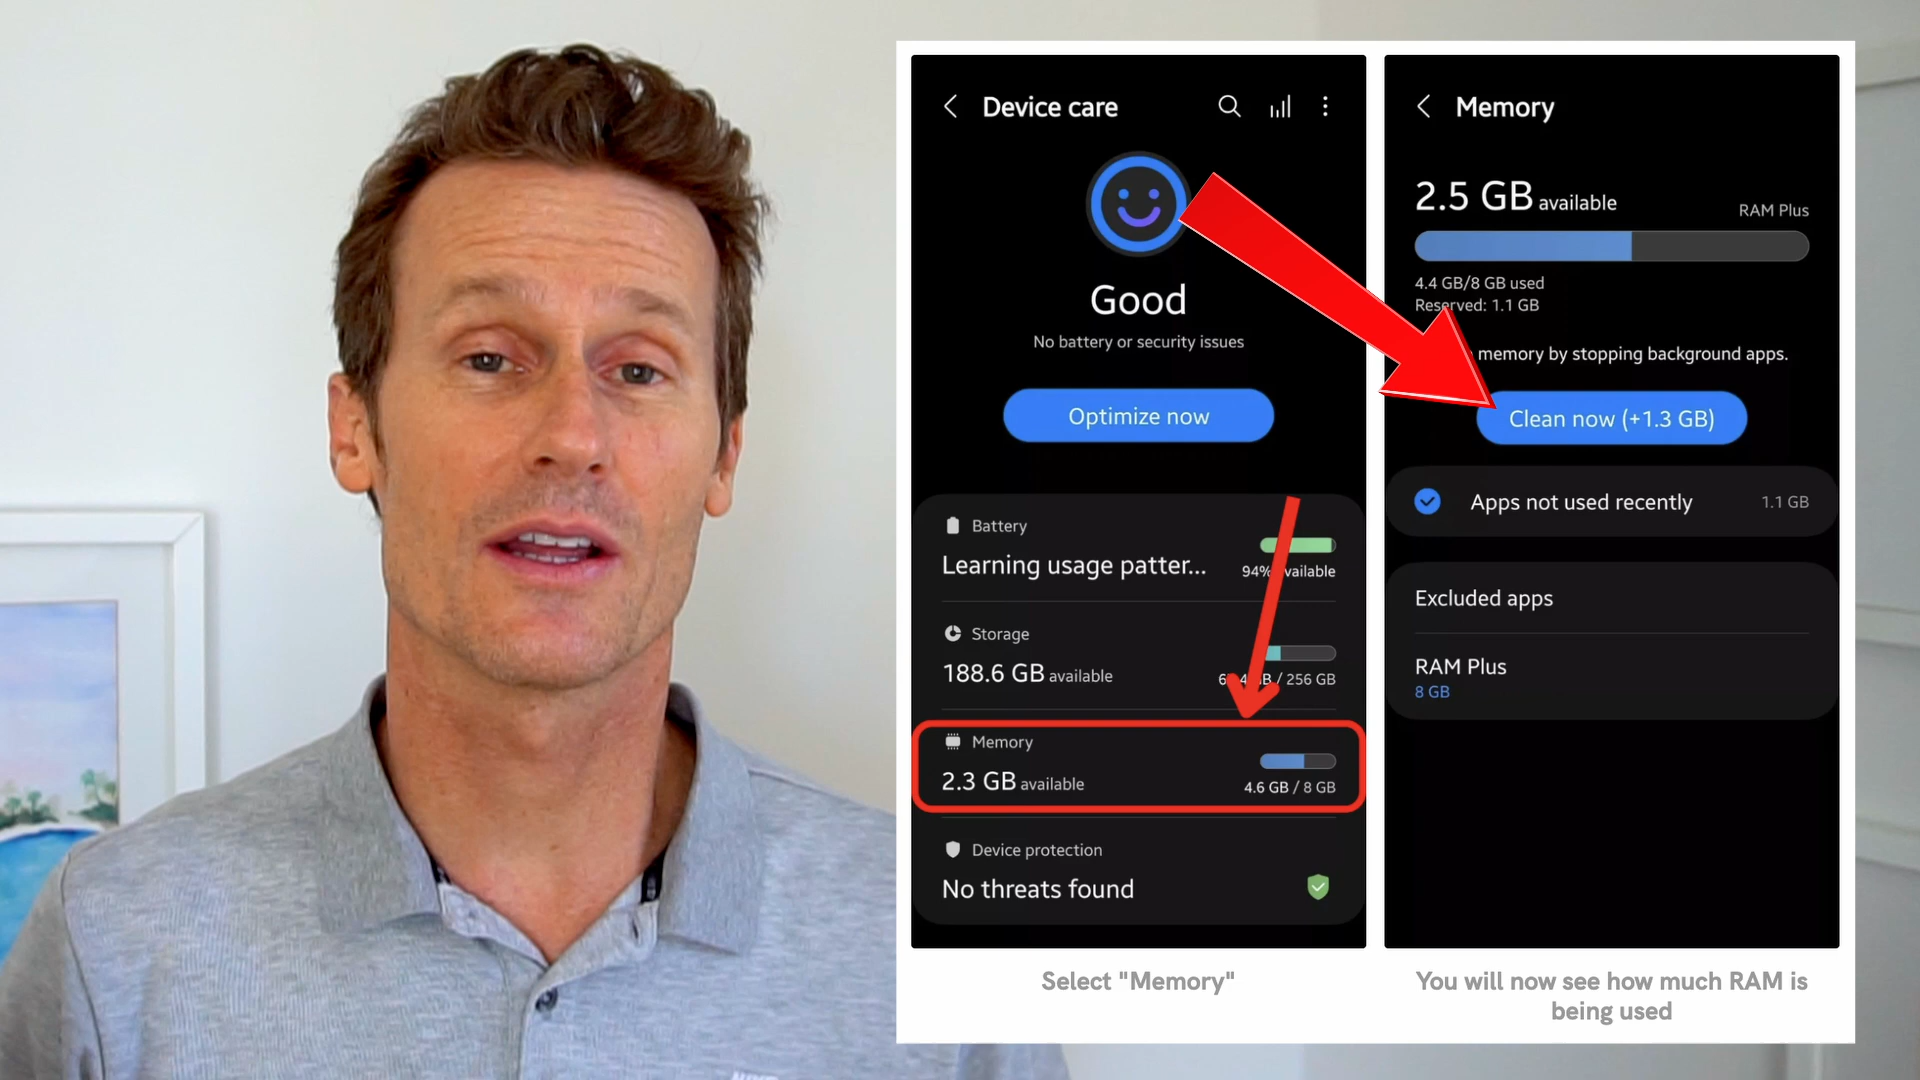 Device care
Good
No battery or security issues
Optimize now
Battery
Learning usage patter...
94% available
Storage
188.6 GB available
/ 256 GB
Memory
2.3 GB available
4.6 GB / 8 GB
Device protection
No threats found
Select "Memory"
Memory
2.5 GB available
RAM Plus
4.4 GB/8 GB used
Reserved: 1.1 GB
memory by stopping background apps.
Clean now (+1.3 GB)
Apps not used recently
1.1 GB
Excluded apps
RAM Plus
8 GB
You will now see how much RAM is
being used